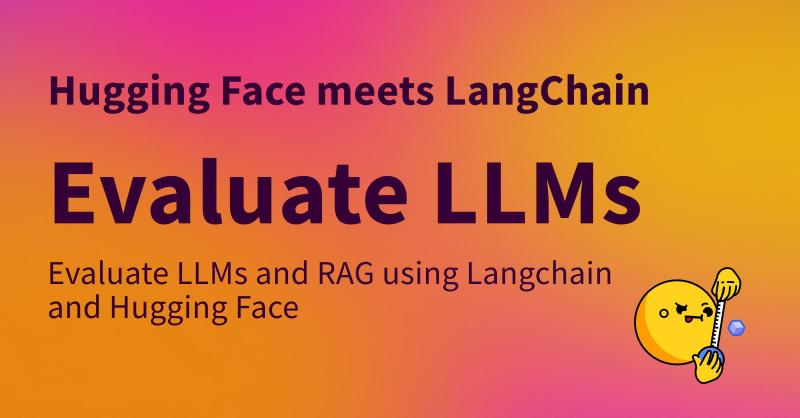 Hugging Face meets LangChain
Evaluate LLMs
Evaluate LLMs and RAG using Langchain
and Hugging Face